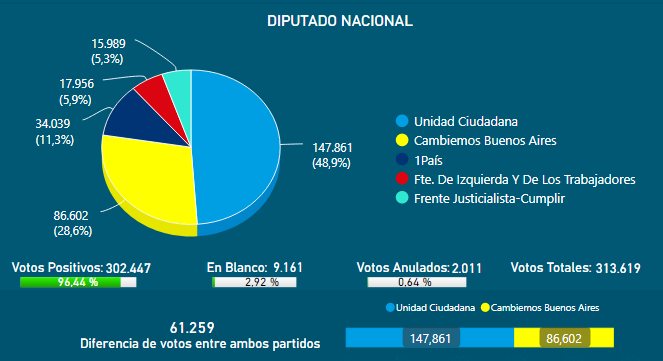 DIPUTADO NACIONAL
15.989
(5,3%)
17.956
(5,9%)
34.039
(11,3%)
86.602
(28,6%)
147.861
(48,9%)
Unidad Ciudadana
Cambiemos Buenos Aires
1País
Fte. De Izquierda Y De Los Trabajadores
Frente Justicialista-Cumplir
Votos Positivos: 302.447
96,44 %
En Blanco: 9.161
2,92 %
Votos Anulados: 2.011
0,64 %
Votos Totales: 313.619
61.259
Diferencia de votos entre ambos partidos
Unidad Ciudadana
Cambiemos Buenos Aires
147,861
86,602